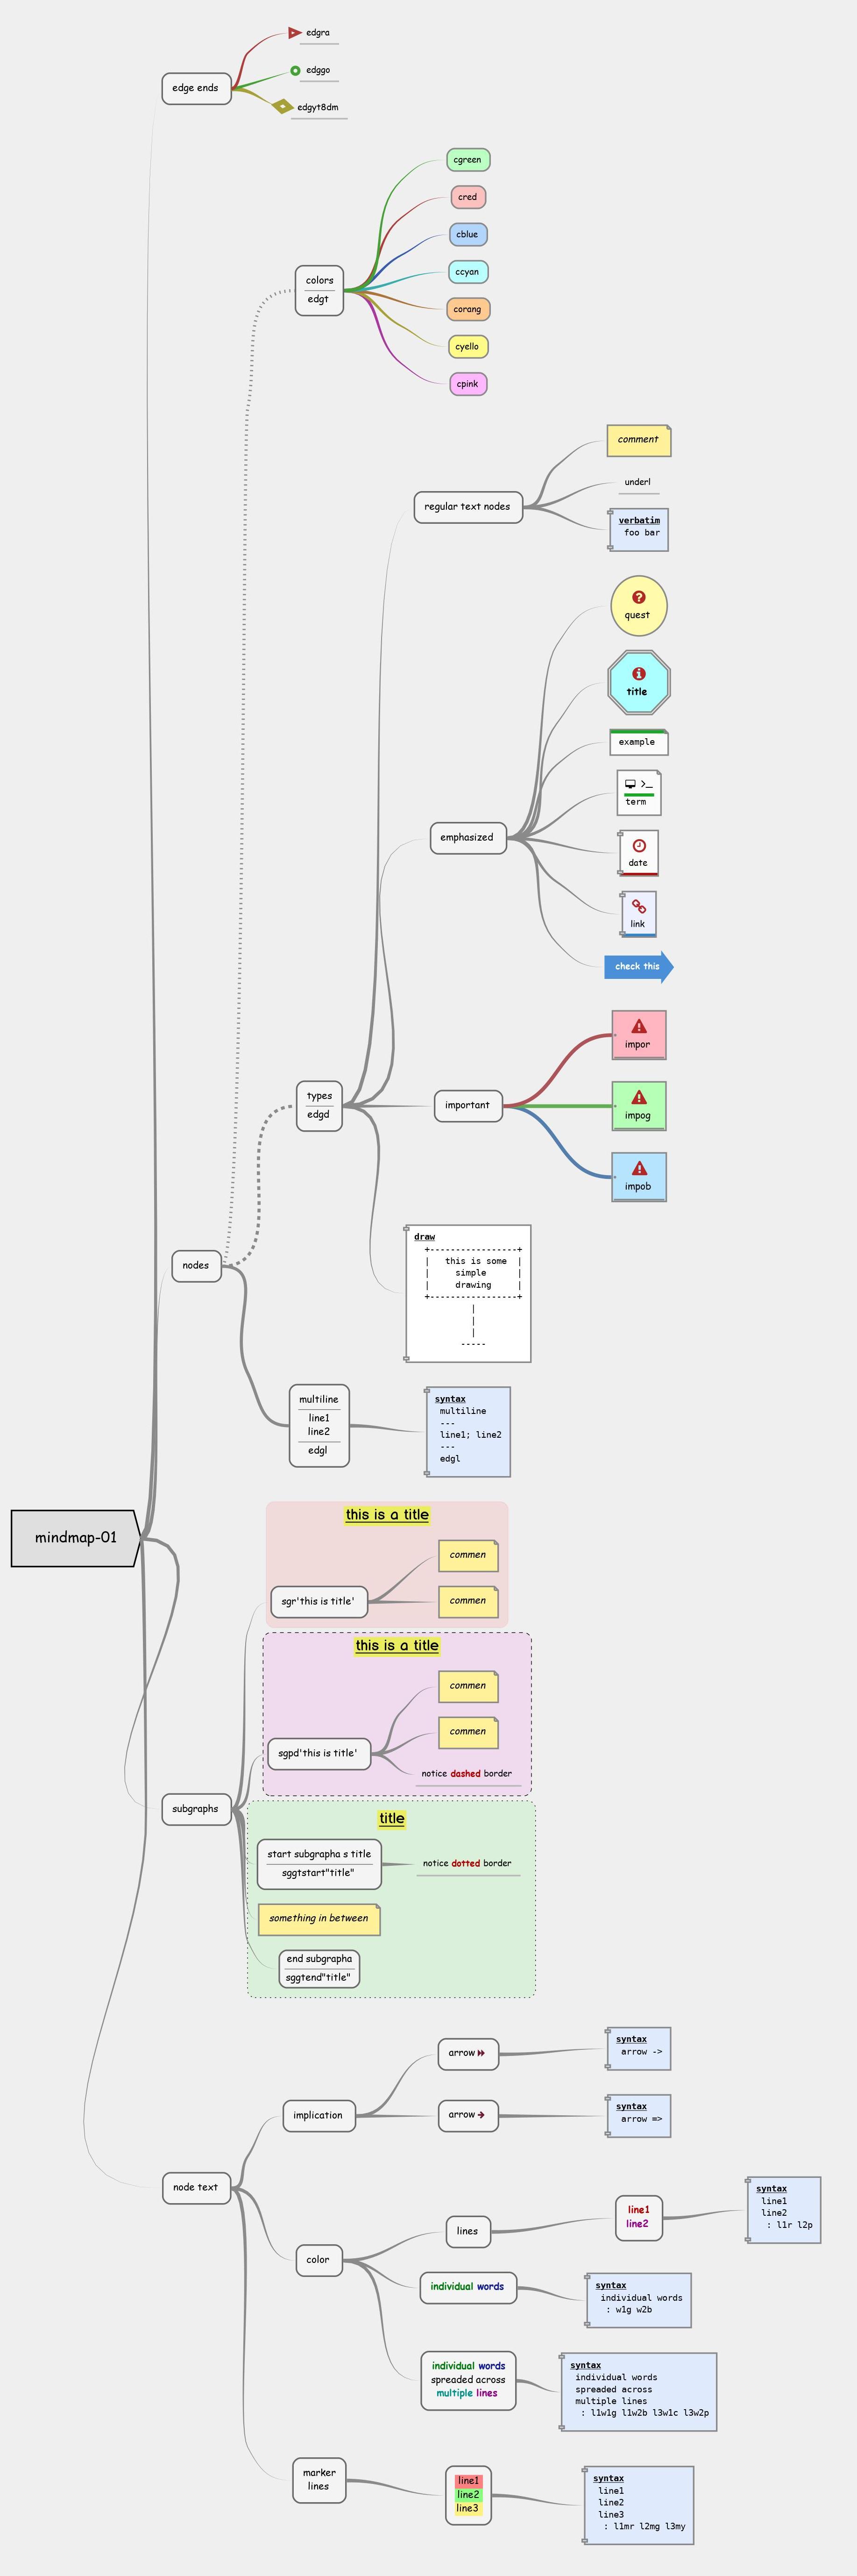 edgra
edge ends
edggo
edgyt8dm
cgreen
cred
cblue
colors
edgt
ccyan
corang
cyello
cpink
comment
regular text nodes
underl
verbatim
foo bar
quest
title
example
term
emphasized
date
link
check this
impor
types
edgd
important
impog
impob
draw
+-----------------+
|   this is some  |
|     simple      |
|     drawing     |
+-----------------+
|
|
|
-----
nodes
multiline
line1
line2
edgl
syntax
multiline
---
line1; line2
---
edgl
mindmap-01
this is a title
commen
sgr'this is title'
commen
this is a title
commen
commen
sgpd'this is title'
notice dashed border
subgraphs
title
start subgrapha s title
sggtstart"title"
notice dotted border
something in between
end subgrapha
sggtend"title"
arrow
syntax
arrow ->
implication
arrow
syntax
arrow =>
node text
lines
line1
line2
syntax
line1
line2
: l1r l2p
color
individual words
syntax
individual words
: w1g w2b
individual words
spreaded across
multiple lines
syntax
individual words
spreaded across
multiple lines
: l1w1g l1w2b l3w1c l3w2p
marker
lines
line1
line2
line3
syntax
line1
line2
line3
: l1mr l2mg l3my